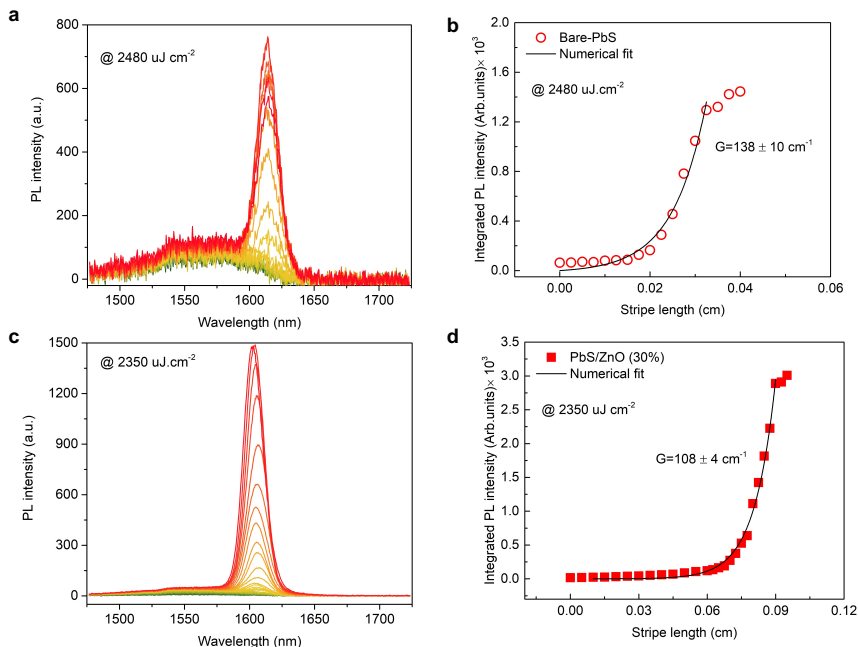 a
@ 2480 uJ cm⁻²
PL intensity (a.u.)
800
600
400
200
0
1500 1550 1600 1650 1700
Wavelength (nm)
b
Bare-PbS
Numerical fit
@ 2480 uJ.cm⁻²
G=138 ± 10 cm⁻¹
Integrated PL intensity (Arb.units)× 10³
2.0
1.6
1.2
0.8
0.4
0.0
0.00 0.02 0.04 0.06
Stripe length (cm)
c
@ 2350 uJ.cm⁻²
PL intensity (a.u.)
1500
1200
900
600
300
0
1500 1550 1600 1650 1700
Wavelength (nm)
d
PbS/ZnO (30%)
Numerical fit
@ 2350 uJ cm⁻²
G=108 ± 4 cm⁻¹
Integrated PL intensity (Arb.units)× 10³
3.5
3.0
2.5
2.0
1.5
1.0
0.5
0.0
0.00 0.03 0.06 0.09 0.12
Stripe length (cm)